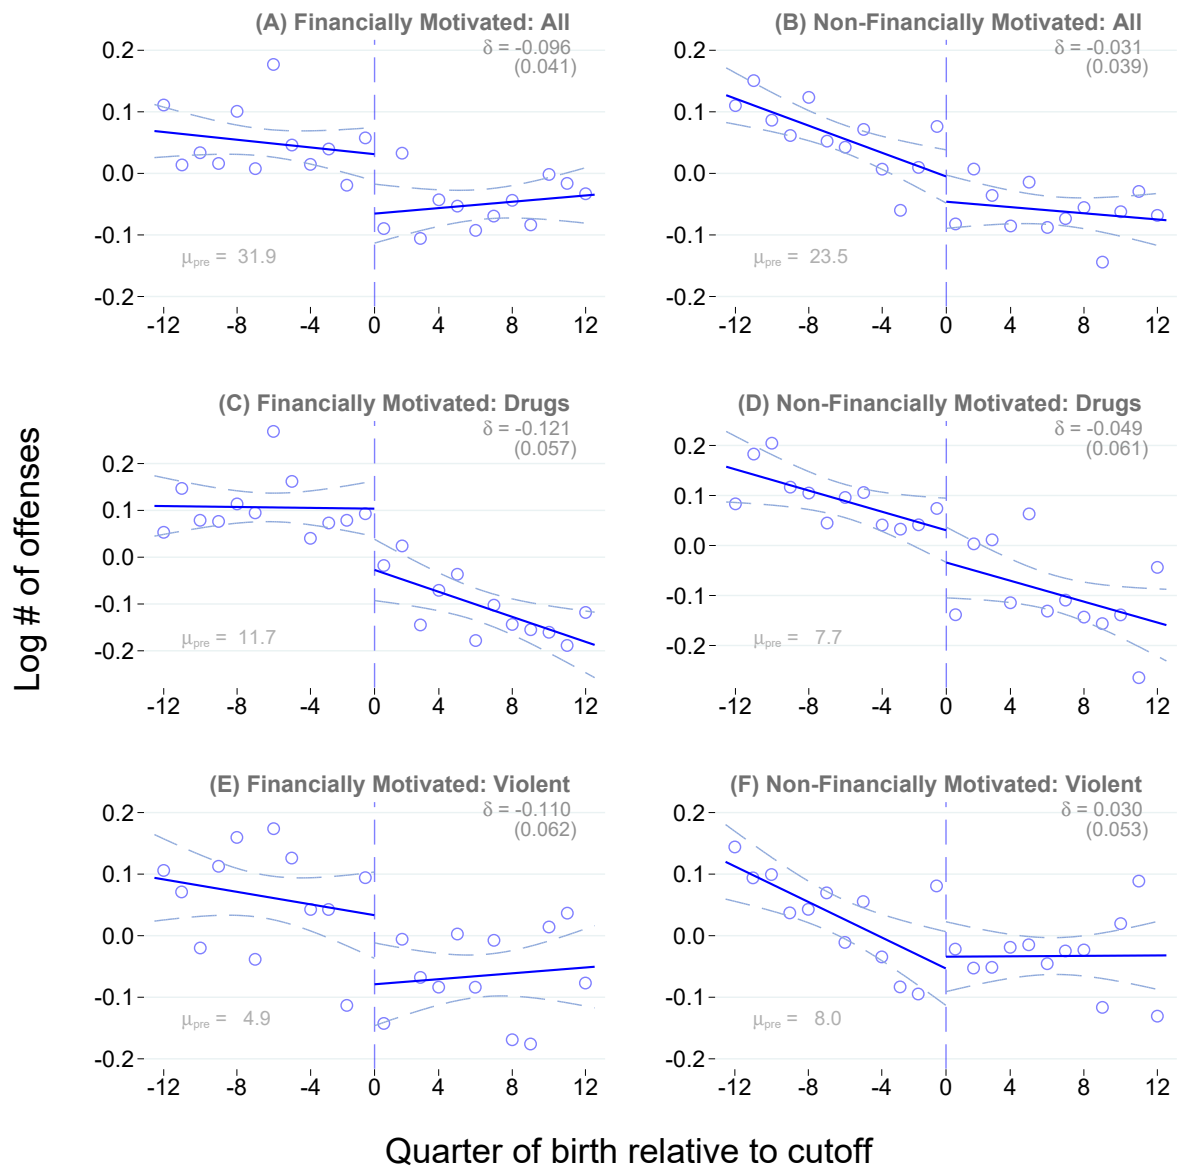 (A) Financially Motivated: All
δ = -0.096
(0.041)
0.2
0.1
0.0
-0.1
-0.2
μpre = 31.9
-12 -8 -4 0 4 8 12
(B) Non-Financially Motivated: All
δ = -0.031
(0.039)
0.2
0.1
0.0
-0.1
-0.2
μpre = 23.5
-12 -8 -4 0 4 8 12
(C) Financially Motivated: Drugs
δ = -0.121
(0.057)
0.2
0.1
0.0
-0.1
-0.2
μpre = 11.7
-12 -8 -4 0 4 8 12
(D) Non-Financially Motivated: Drugs
δ = -0.049
(0.061)
0.2
0.1
0.0
-0.1
-0.2
μpre = 7.7
-12 -8 -4 0 4 8 12
(E) Financially Motivated: Violent
δ = -0.110
(0.062)
0.2
0.1
0.0
-0.1
-0.2
μpre = 4.9
-12 -8 -4 0 4 8 12
(F) Non-Financially Motivated: Violent
δ = 0.030
(0.053)
0.2
0.1
0.0
-0.1
-0.2
μpre = 8.0
-12 -8 -4 0 4 8 12
Log # of offenses
Quarter of birth relative to cutoff